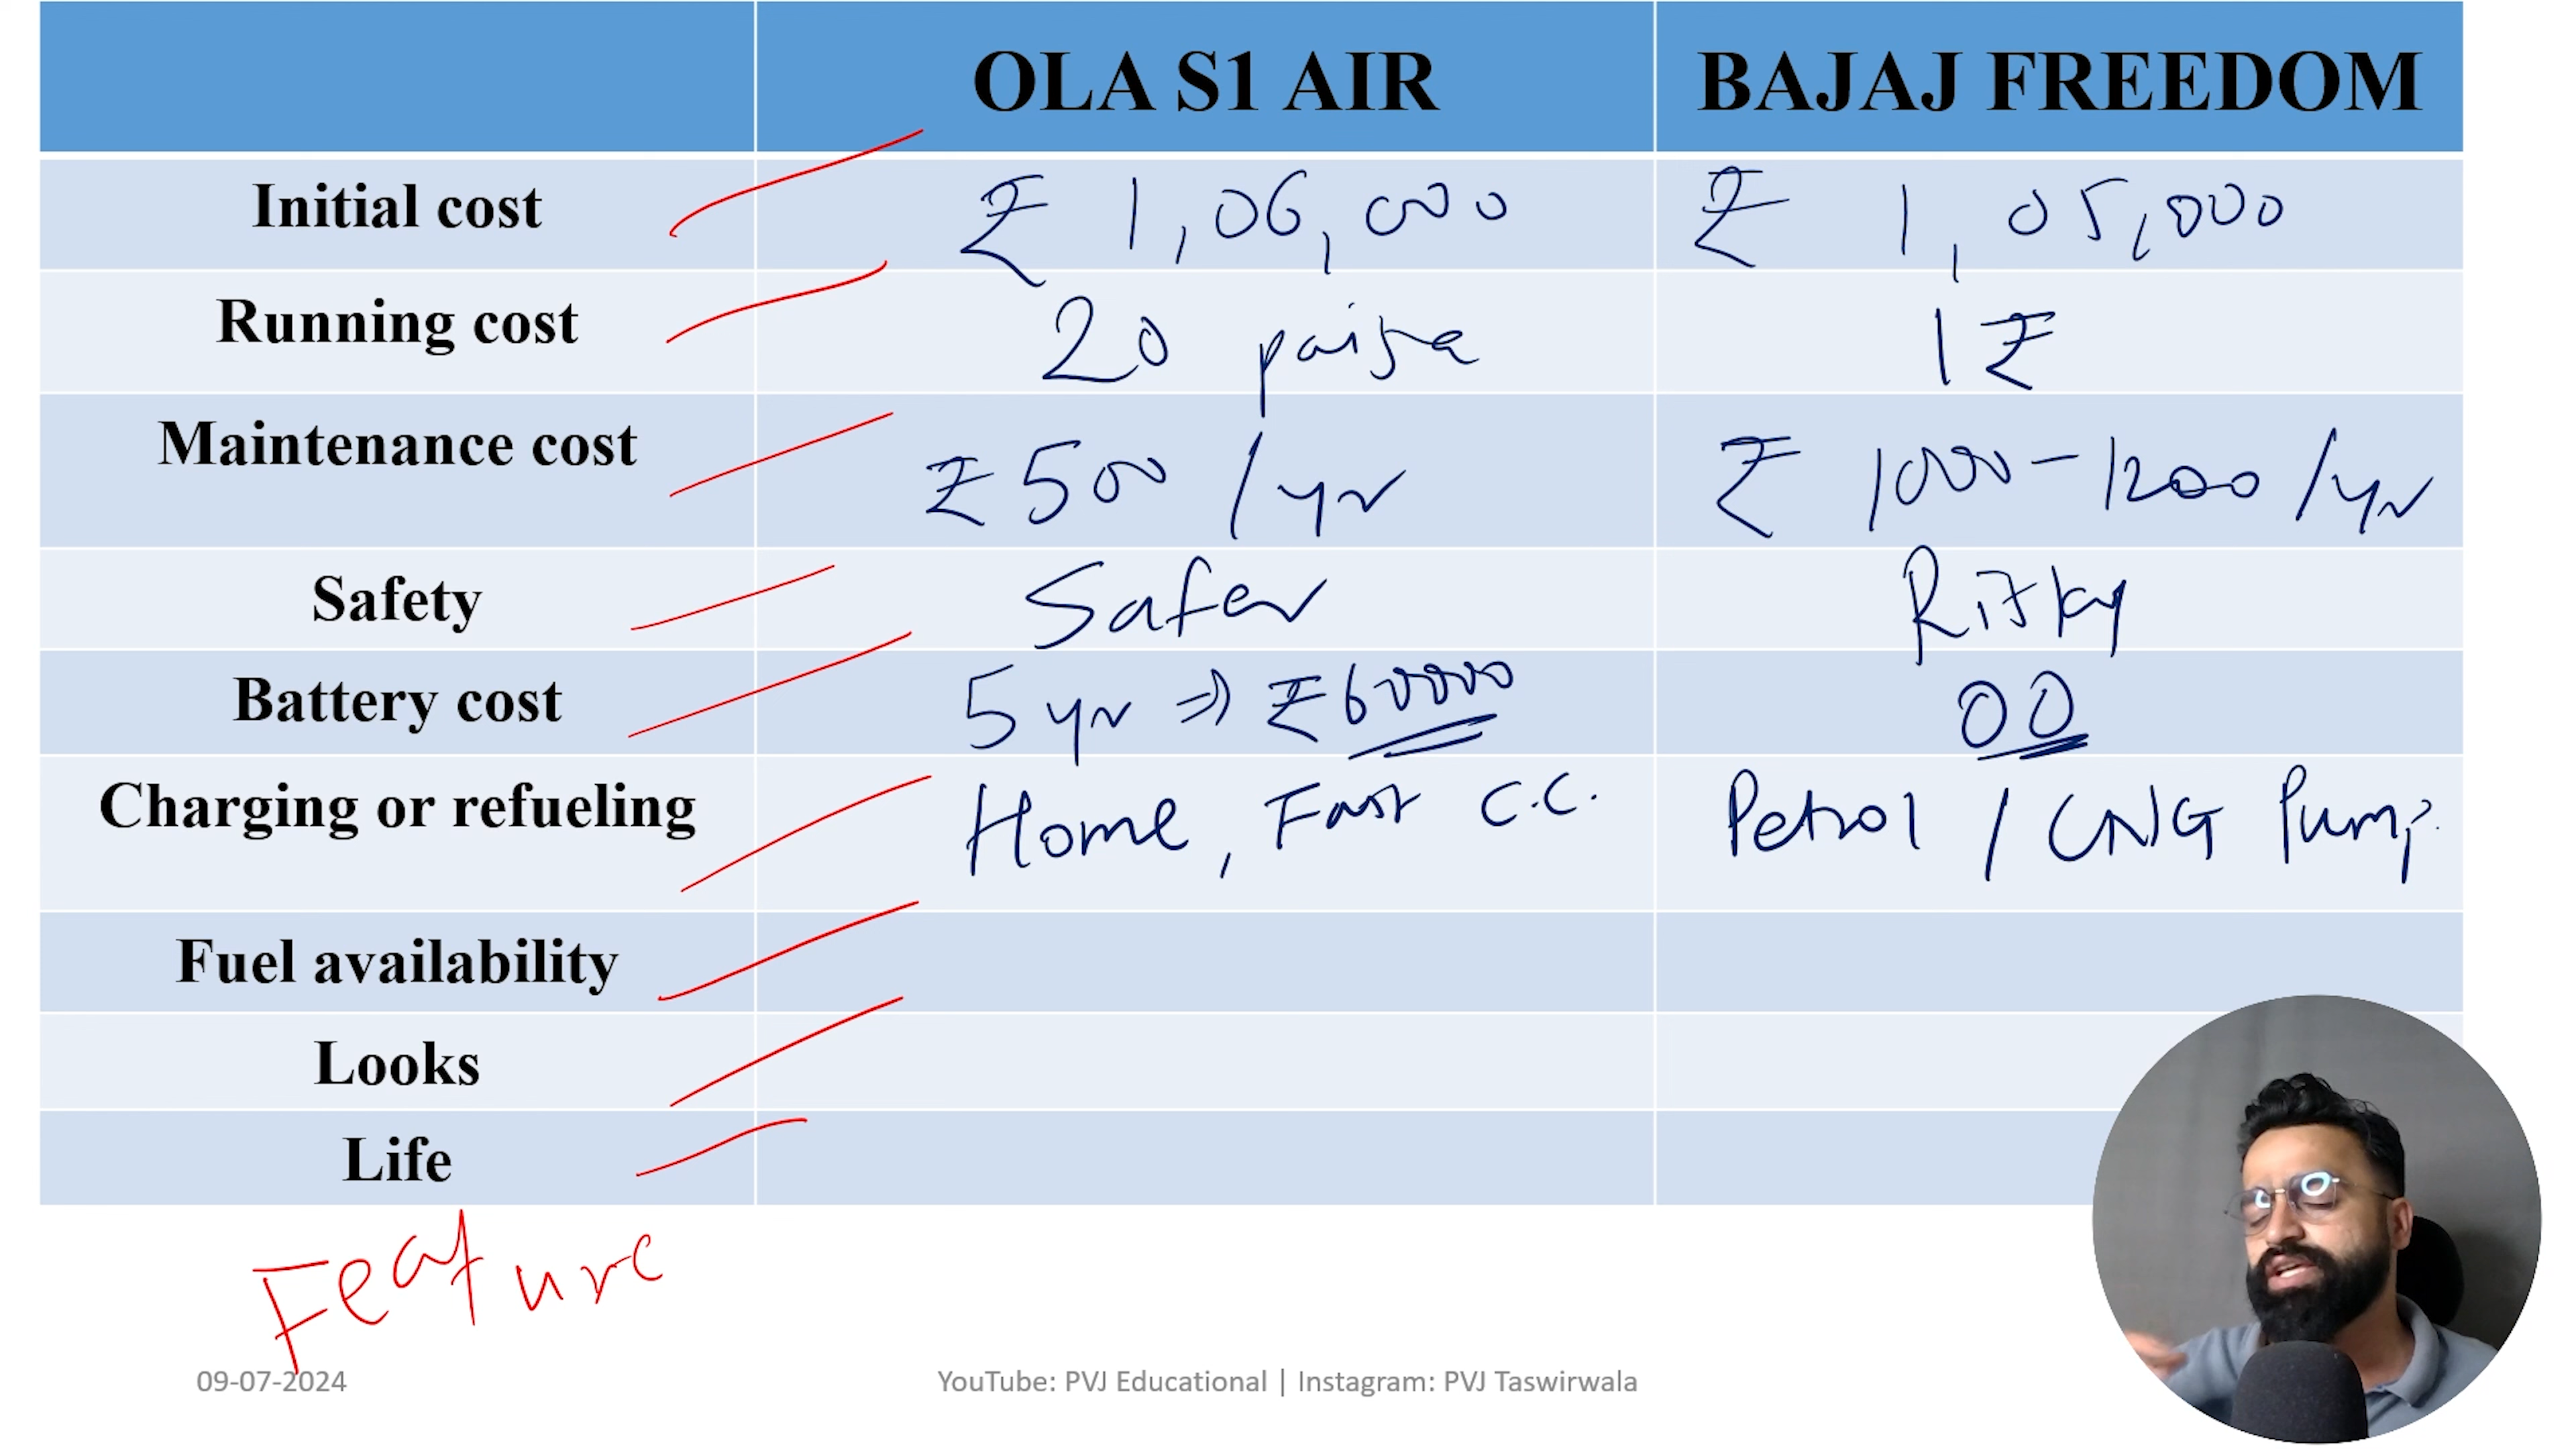 OLA S1 AIR BAJAJ FREEDOM
Initial cost ₹ 1,06,000 ₹ 1,05,000
Running cost 20 paisa 1₹
Maintenance cost ₹500 /yr ₹ 1000-1200 /yr
Safety Safer Risky
Battery cost 5 yr ⇒ ₹60000 00
Charging or refueling Home, Fast C.C. Petrol / CNG Pump.
Fuel availability
Looks
Life
Feature
09-07-2024 YouTube: PVJ Educational | Instagram: PVJ Taswirwala